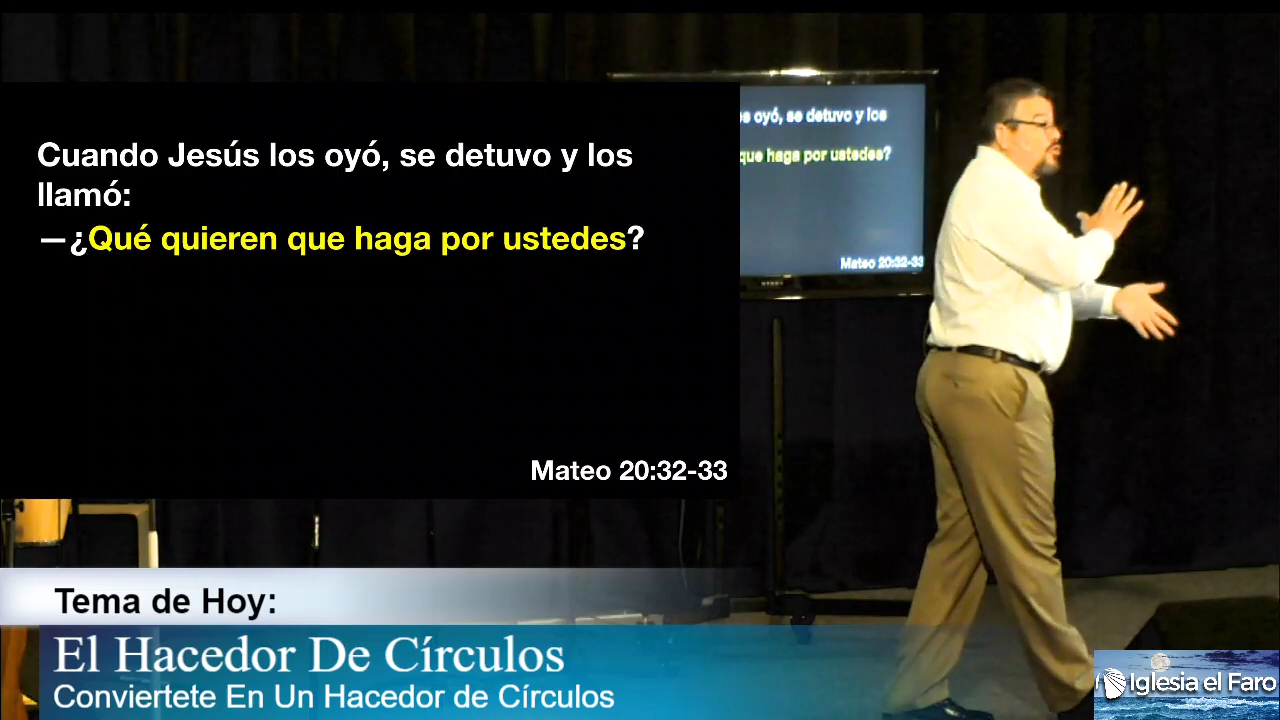 Cuando Jesús los oyó, se detuvo y los
llamó:
—¿Qué quieren que haga por ustedes?
Mateo 20:32-33
oyó, se detuvo y los
que haga por ustedes?
Mateo 20:32-33
Tema de Hoy:
El Hacedor De Círculos
Conviertete En Un Hacedor de Círculos
Iglesia el Faro